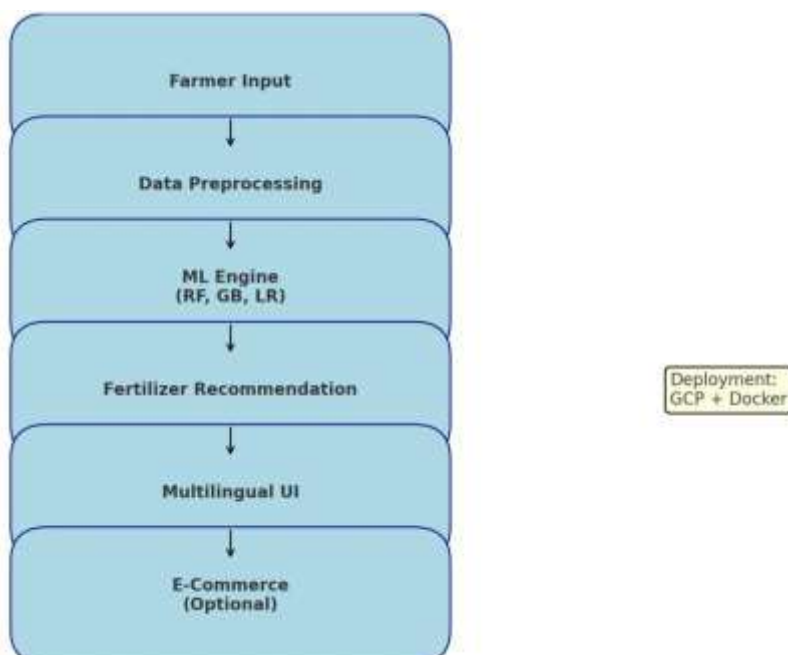 Farmer Input
Data Preprocessing
ML Engine
(RF, GB, LR)
Fertilizer Recommendation
Deployment:
GCP + Docker
Multilingual UI
E-Commerce
(Optional)